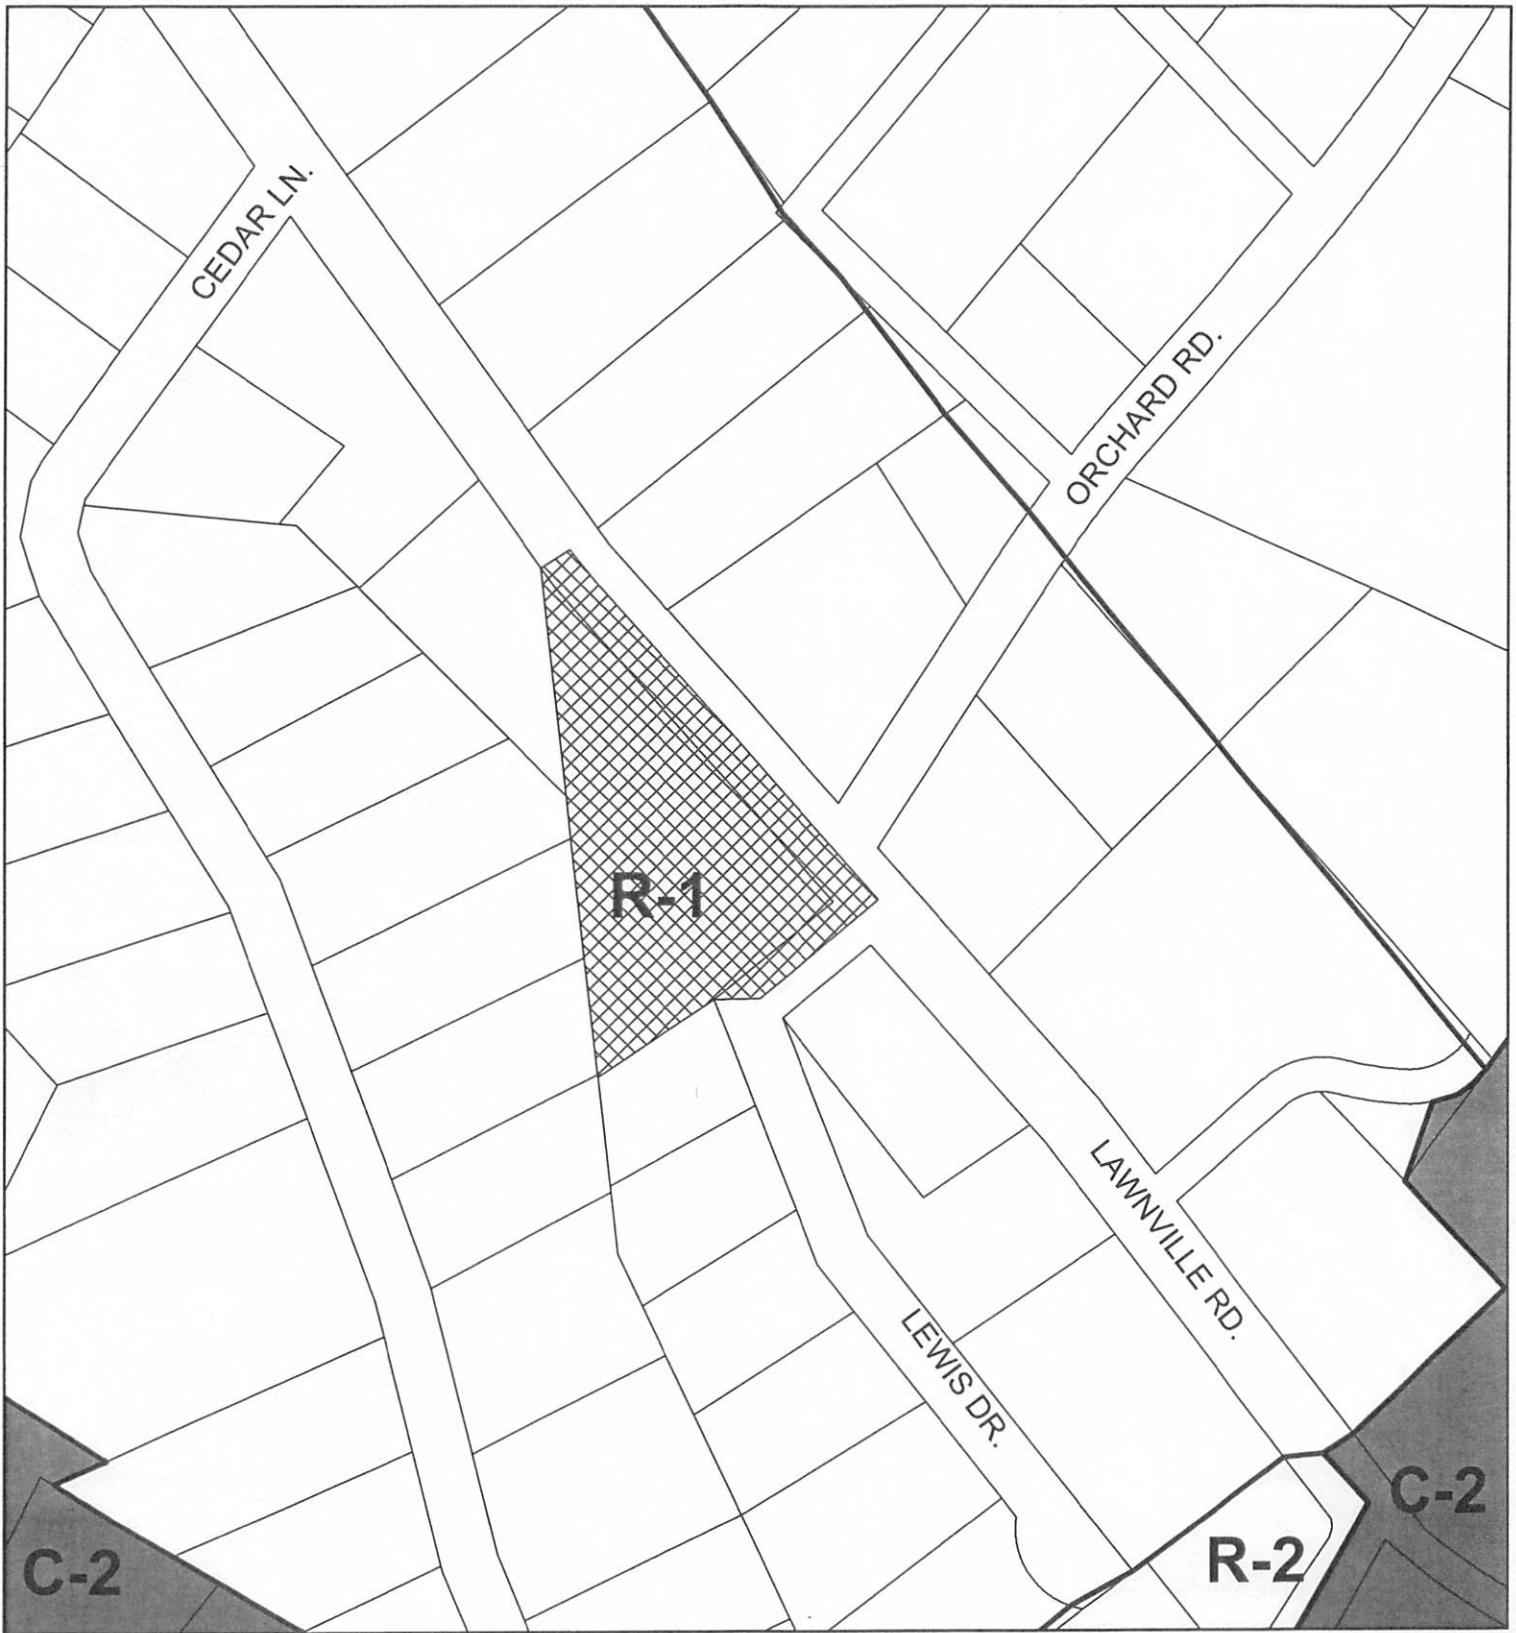 CEDAR LN.
ORCHARD RD.
R-1
LAWNVILLE RD.
LEWIS DR.
C-2
R-2
C-2